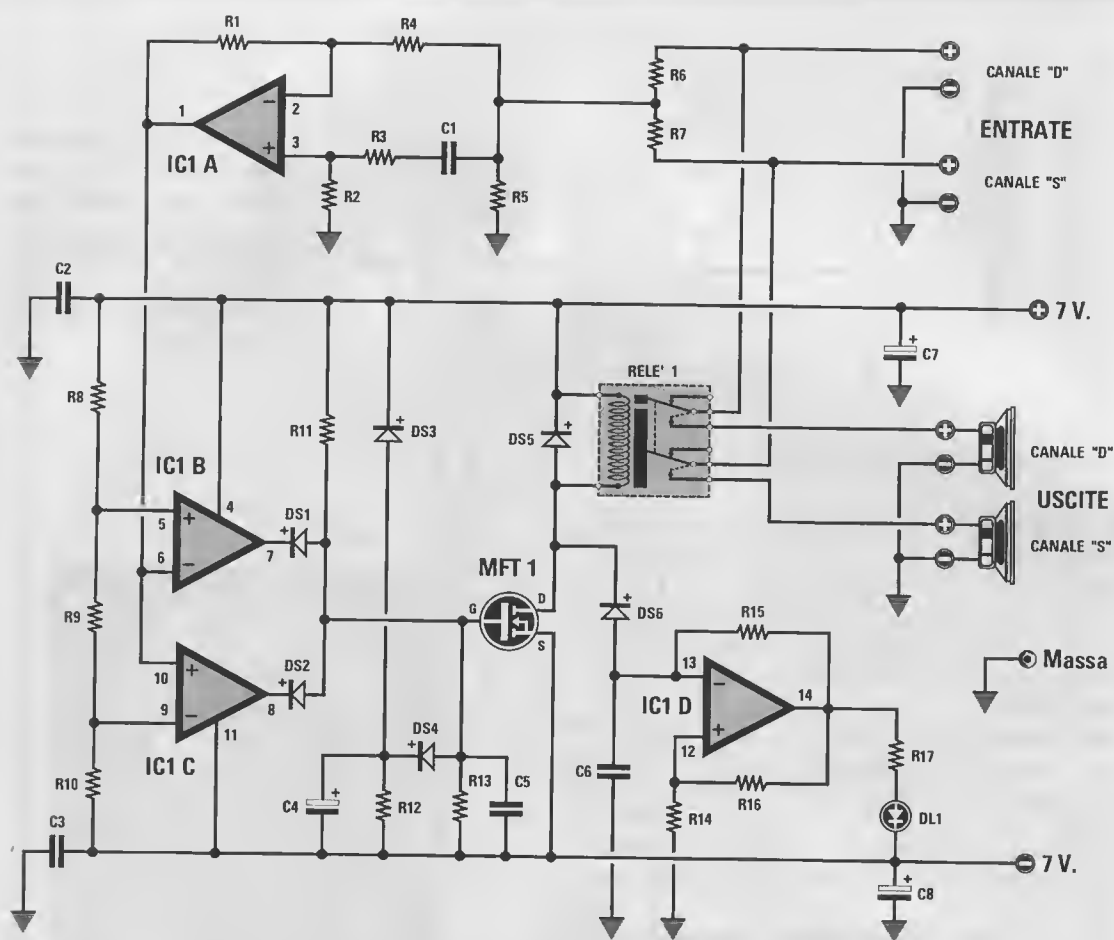 R1
R4
R6
CANALE "D"
1
2
3
IC1 A
R3
C1
R7
ENTRATE
R2
R5
CANALE "S"
C2
7 V.
C7
R8
R11
DS3
DS5
RELE' 1
IC1 B
4
DS1
5
6
7
CANALE "D"
USCITE
CANALE "S"
MFT 1
G
D
S
R9
DS2
10
9
8
11
IC1 C
DS6
R15
13
14
12
IC1 D
Massa
R10
DS4
C4
R12
R13
C5
C6
R14
R16
R17
DL1
C3
7 V.
C8